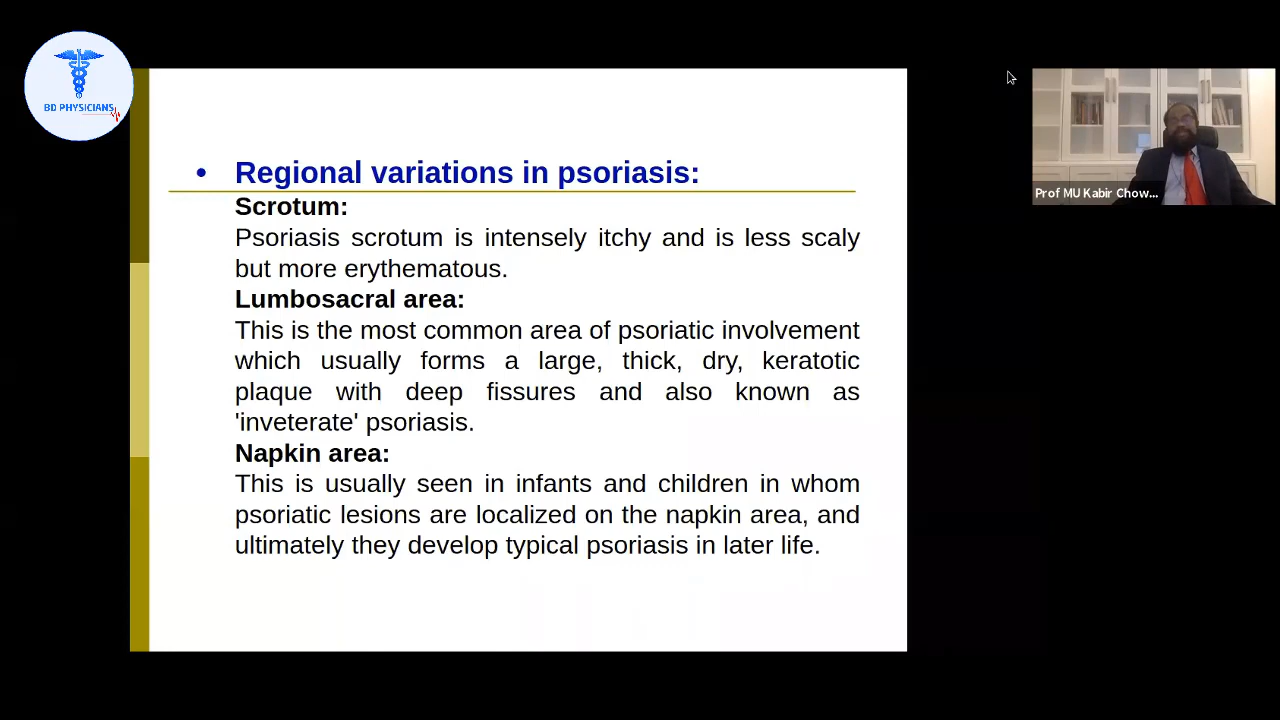 BD PHYSICIANS
• Regional variations in psoriasis:
Scrotum:
Psoriasis scrotum is intensely itchy and is less scaly
but more erythematous.
Lumbosacral area:
This is the most common area of psoriatic involvement
which usually forms a large, thick, dry, keratotic
plaque with deep fissures and also known as
'inveterate' psoriasis.
Napkin area:
This is usually seen in infants and children in whom
psoriatic lesions are localized on the napkin area, and
ultimately they develop typical psoriasis in later life.
Prof MU Kabir Chow...